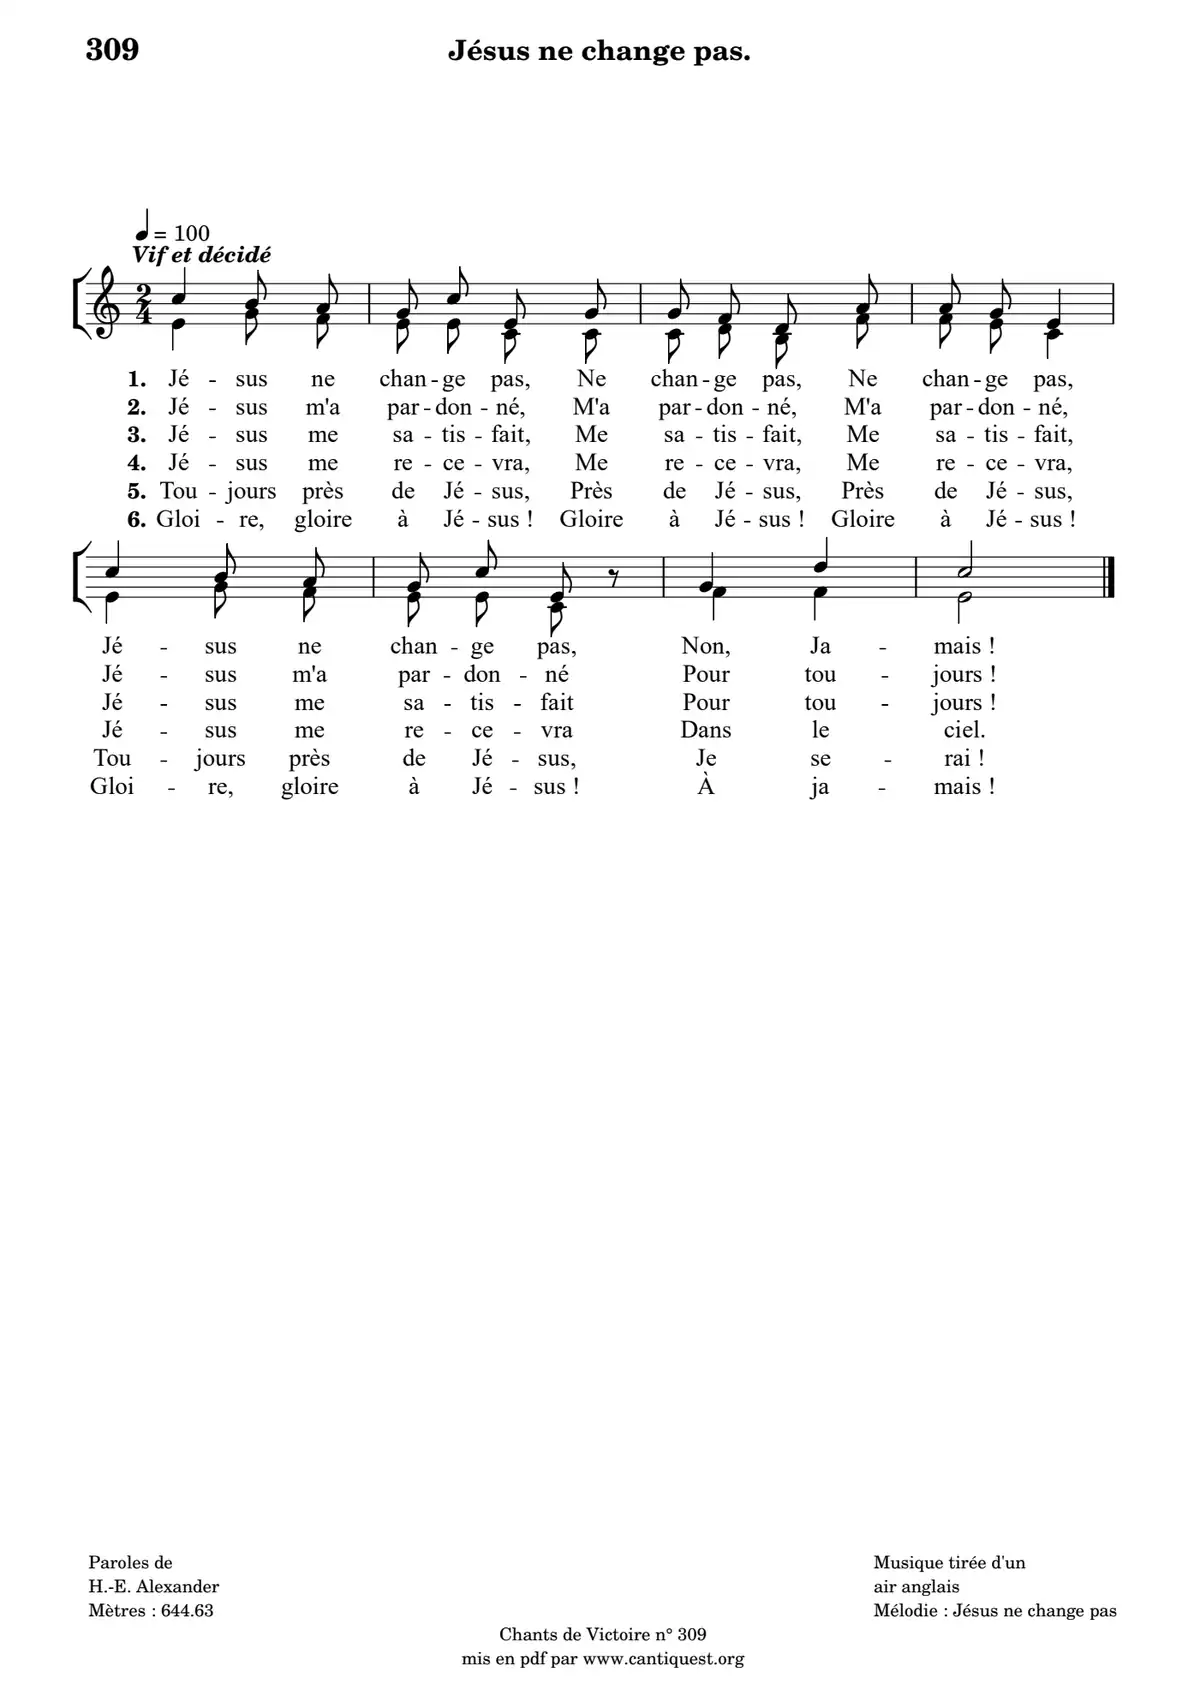 309 Jésus ne change pas.
= 100
Vif et décidé
2
4
1. Jé - sus ne chan - ge pas, Ne chan - ge pas, Ne chan - ge pas,
2. Jé - sus m'a par - don - né, M'a par - don - né, M'a par - don - né,
3. Jé - sus me sa - tis - fait, Me sa - tis - fait, Me sa - tis - fait,
4. Jé - sus me re - ce - vra, Me re - ce - vra, Me re - ce - vra,
5. Tou - jours près de Jé - sus, Près de Jé - sus, Près de Jé - sus,
6. Gloi - re, gloire à Jé - sus ! Gloire à Jé - sus ! Gloire à Jé - sus !
Jé - sus ne chan - ge pas, Non, Ja - mais !
Jé - sus m'a par - don - né Pour tou - jours !
Jé - sus me sa - tis - fait Pour tou - jours !
Jé - sus me re - ce - vra Dans le ciel.
Tou - jours près de Jé - sus, Je se - rai !
Gloi - re, gloire à Jé - sus ! À ja - mais !
Paroles de
H.-E. Alexander
Mètres : 644.63
Musique tirée d'un
air anglais
Mélodie : Jésus ne change pas
Chants de Victoire n° 309
mis en pdf par www.cantiquest.org